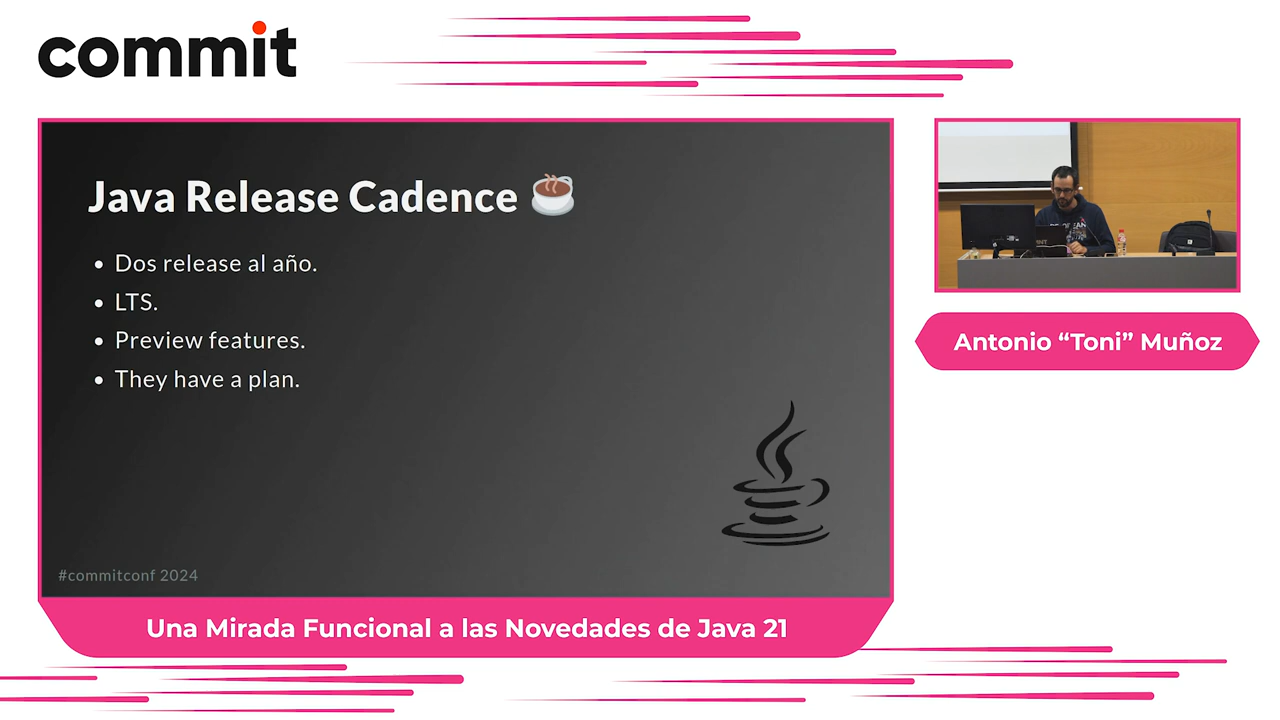 commit
Java Release Cadence
Dos release al año.
LTS.
Preview features.
They have a plan.
#commitconf 2024
Una Mirada Funcional a las Novedades de Java 21
Antonio “Toni” Muñoz